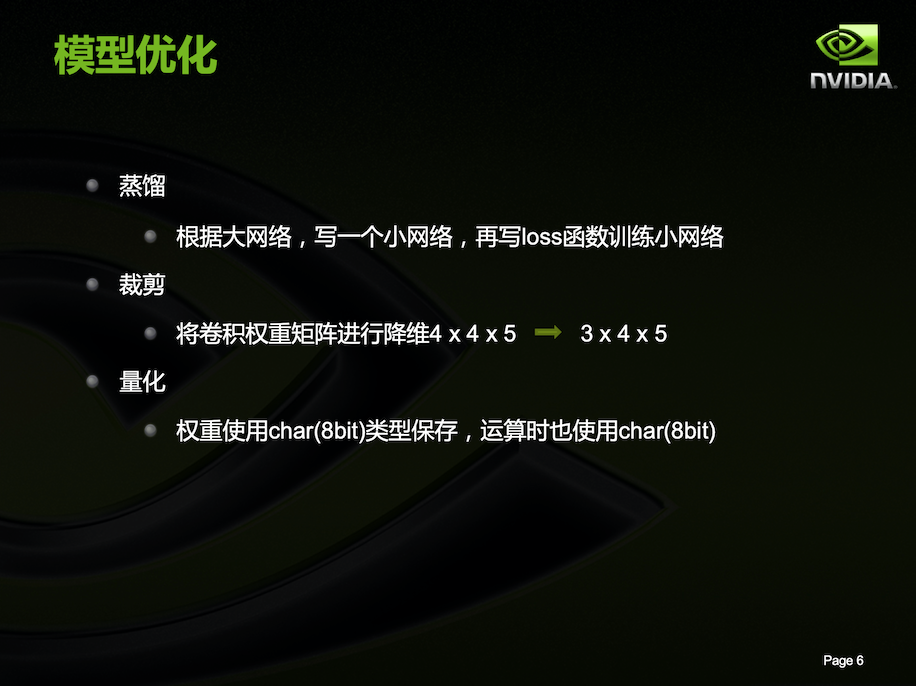 模型优化
NVIDIA.
蒸馏
根据大网络，写一个小网络，再写loss函数训练小网络
裁剪
将卷积权重矩阵进行降维4 x 4 x 5 3 x 4 x 5
量化
权重使用char(8bit)类型保存，运算时也使用char(8bit)
Page 6